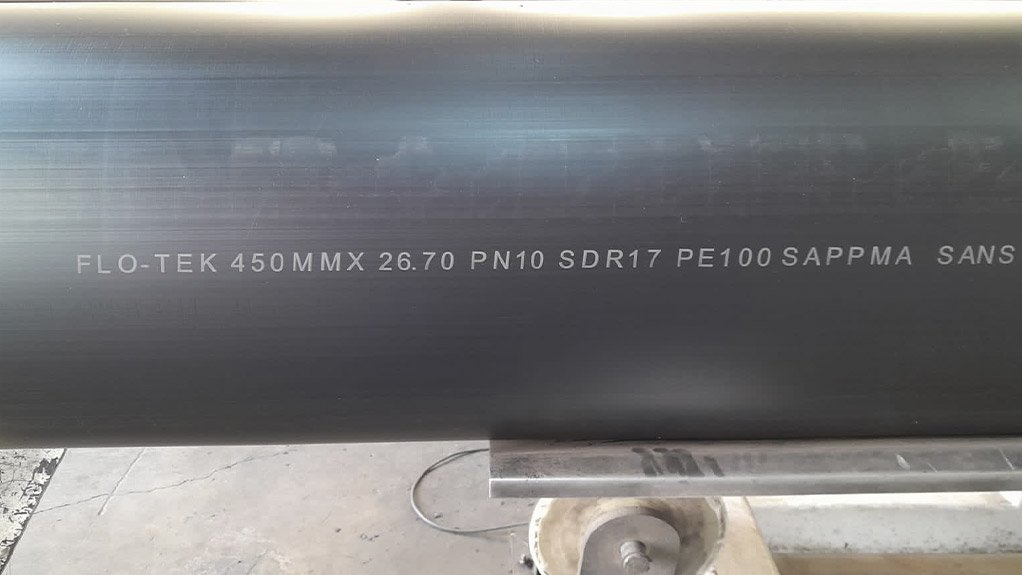 FLO-TEK 450MMX 26.70 PN10 SDR17 PE100 SAPPMA SANS